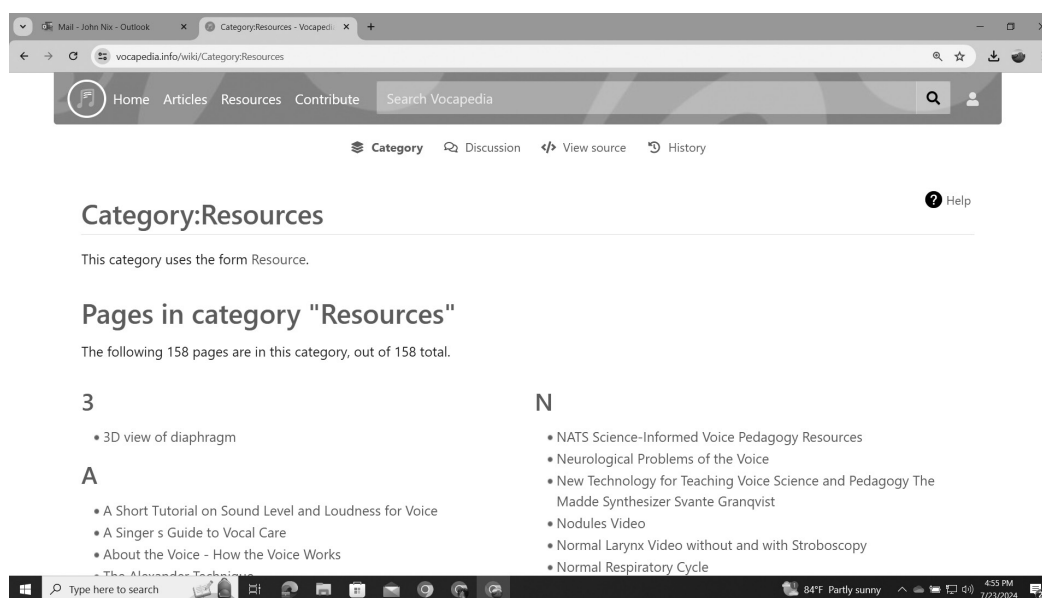 Mail - John Nix - Outlook
Category:Resources - Vocapedi
vocapedia.info/wiki/Category:Resources
Home Articles Resources Contribute Search Vocapedia
Category Discussion </> View source History
? Help
Category:Resources
This category uses the form Resource.
Pages in category "Resources"
The following 158 pages are in this category, out of 158 total.
3
• 3D view of diaphragm
A
• A Short Tutorial on Sound Level and Loudness for Voice
• A Singer s Guide to Vocal Care
• About the Voice - How the Voice Works
• The Alexander Technique
N
• NATS Science-Informed Voice Pedagogy Resources
• Neurological Problems of the Voice
• New Technology for Teaching Voice Science and Pedagogy The
Madde Synthesizer Svante Granqvist
• Nodules Video
• Normal Larynx Video without and with Stroboscopy
• Normal Respiratory Cycle
Type here to search
84°F Partly sunny
4:55 PM
7/23/2024